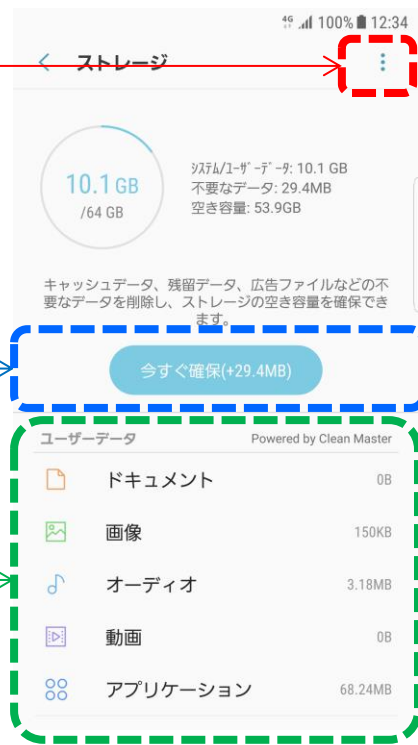 4G 100% 12:34
ストレージ
10.1 GB
/64 GB
ｼｽﾃﾑ/ﾕｰｻﾞｰﾃﾞｰﾀ: 10.1 GB
不要なデータ: 29.4MB
空き容量: 53.9GB
キャッシュデータ、残留データ、広告ファイルなどの不
要なデータを削除し、ストレージの空き容量を確保でき
ます。
今すぐ確保(+29.4MB)
ユーザーデータ Powered by Clean Master
ドキュメント 0B
画像 150KB
オーディオ 3.18MB
動画 0B
アプリケーション 68.24MB